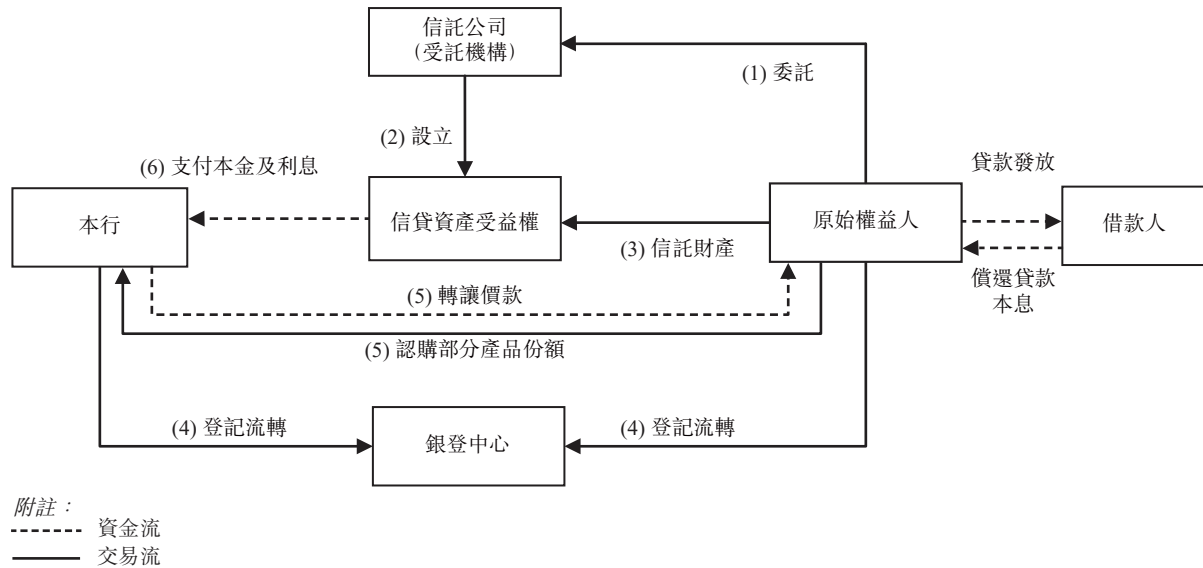 信託公司
(受託機構)
(1) 委託
(2) 設立
(6) 支付本金及利息
貸款發放
本行
信貸資產受益權
原始權益人
借款人
(3) 信託財產
(5) 轉讓價款
償還貸款
本息
(5) 認購部分產品份額
(4) 登記流轉
銀登中心
(4) 登記流轉
附註：
資金流
交易流